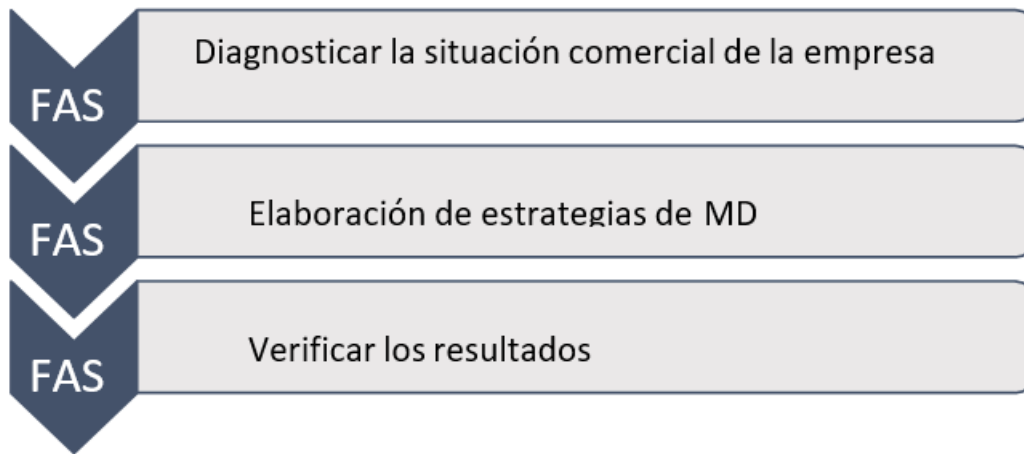 FAS
Diagnosticar la situación comercial de la empresa
FAS
Elaboración de estrategias de MD
FAS
Verificar los resultados